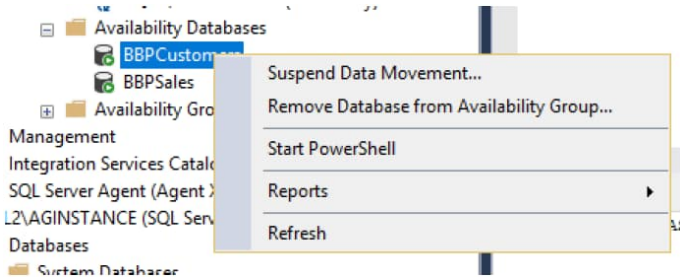 Availability Databases
BBPCustomers
BBPSales
Availability Gro
Suspend Data Movement...
Remove Database from Availability Group...
Start PowerShell
Reports
Refresh
Management
Integration Services Catalo
SQL Server Agent (Agent X
L2\AGINSTANCE (SQL Serv
Databases
System Databases